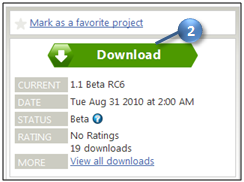 Mark as a favorite project
2
Download
CURRENT 1.1 Beta RC6
DATE Tue Aug 31 2010 at 2:00 AM
STATUS Beta ?
RATING No Ratings
19 downloads
MORE View all downloads